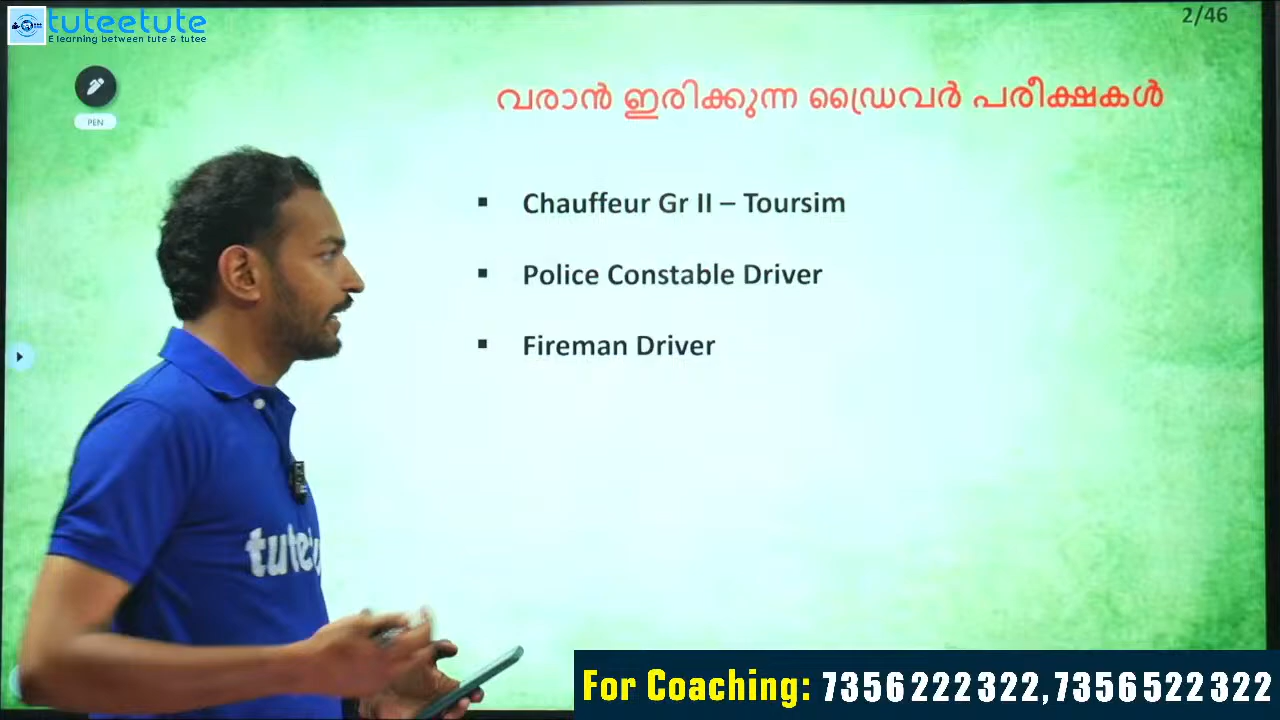 tuteetute
E learning between tute & tutee
2/46
PEN
വരാൻ ഇരിക്കുന്ന ഡ്രൈവർ പരീക്ഷകൾ
▪ Chauffeur Gr II – Toursim
▪ Police Constable Driver
▪ Fireman Driver
tutee
For Coaching: 7356222322,7356522322